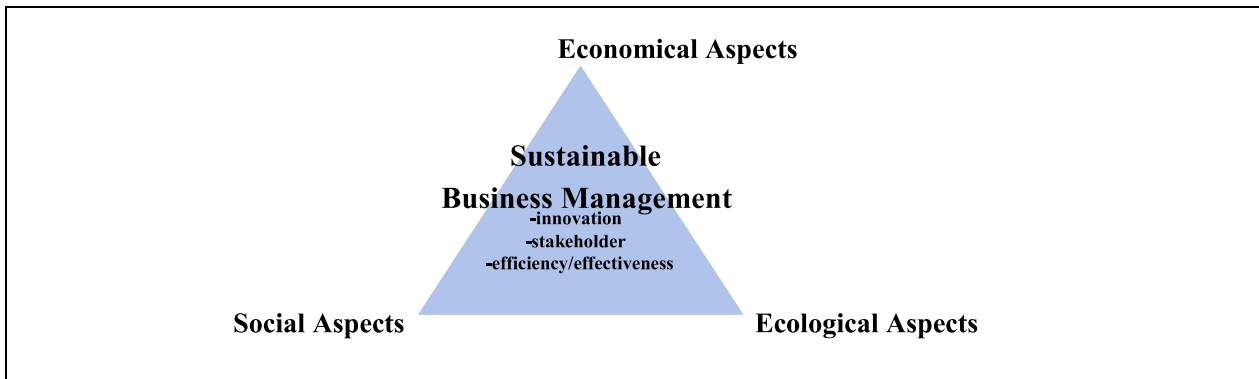 Economical Aspects
Sustainable
Business Management
-innovation
-stakeholder
-efficiency/effectiveness
Social Aspects
Ecological Aspects